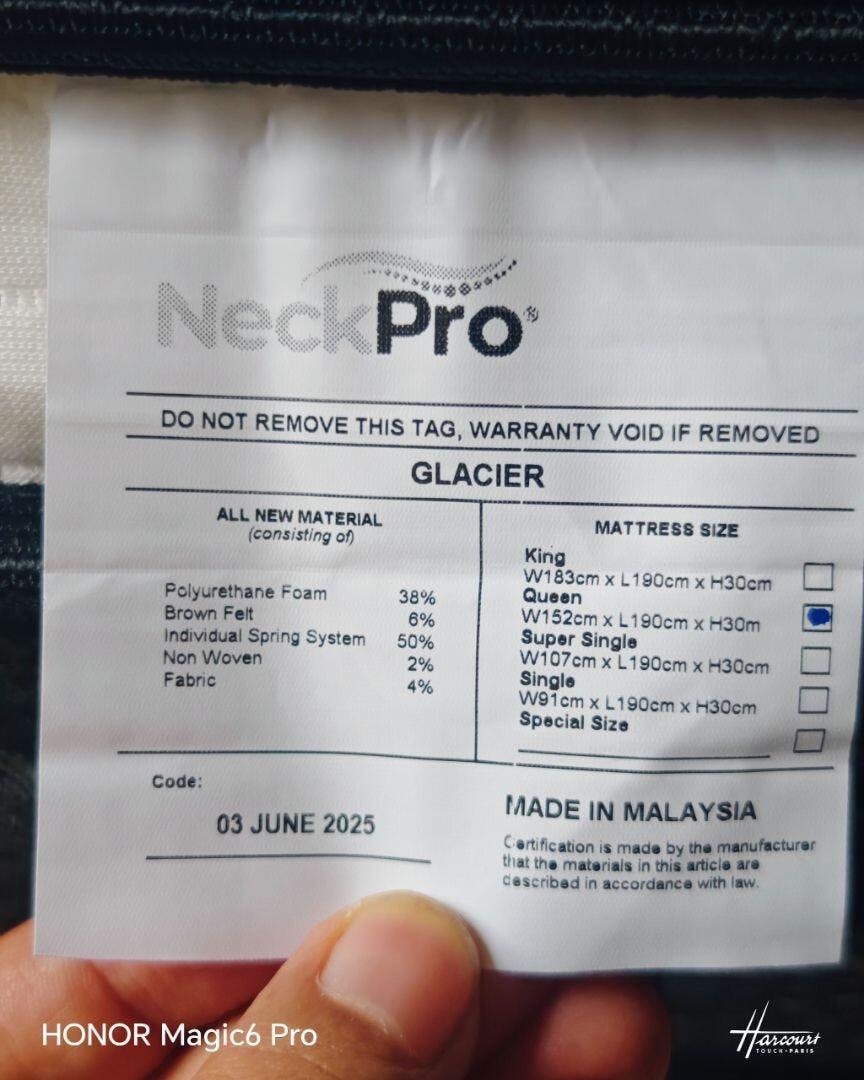 NeckPro®
DO NOT REMOVE THIS TAG, WARRANTY VOID IF REMOVED
GLACIER
ALL NEW MATERIAL
(consisting of)
Polyurethane Foam 38%
Brown Felt 6%
Individual Spring System 50%
Non Woven 2%
Fabric 4%
MATTRESS SIZE
King
W183cm x L190cm x H30cm
Queen
W152cm x L190cm x H30m
Super Single
W107cm x L190cm x H30cm
Single
W91cm x L190cm x H30cm
Special Size
Code:
03 JUNE 2025
MADE IN MALAYSIA
Certification is made by the manufacturer
that the materials in this article are
described in accordance with law.
HONOR Magic6 Pro
Harcourt
TOUCH-PARIS